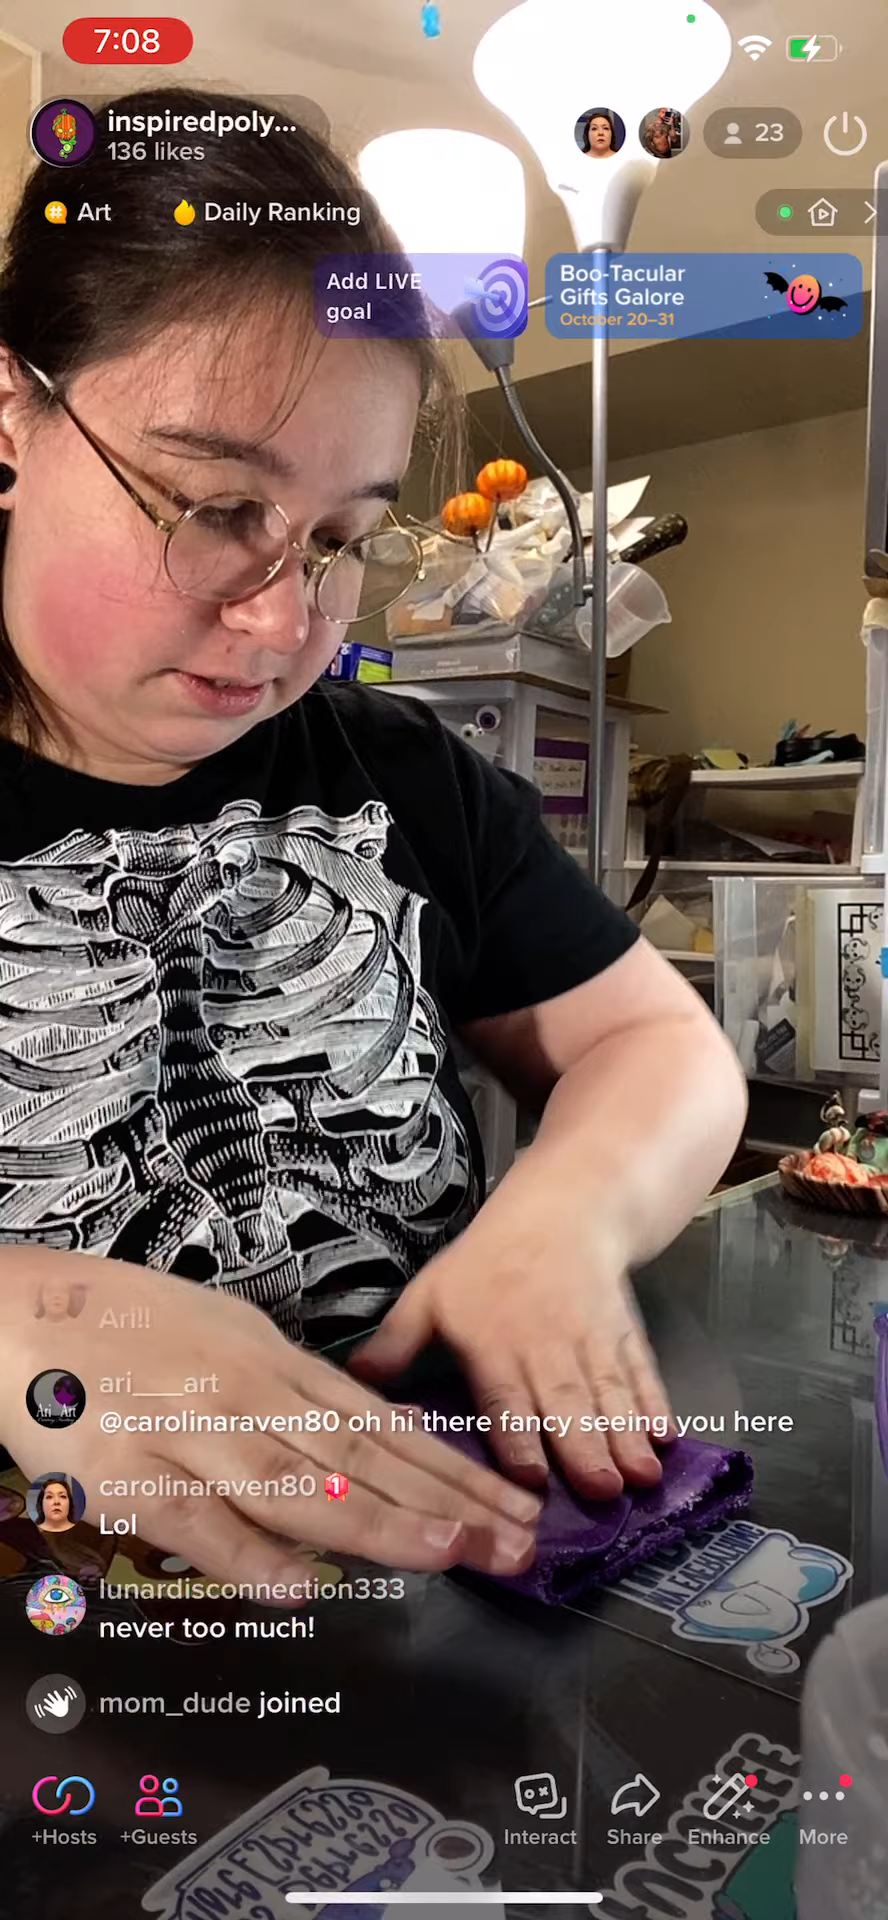 7:08
inspiredpoly...
136 likes
23
Art
Daily Ranking
Add LIVE
goal
Boo-Tacular
Gifts Galore
October 20–31
Ari!!
ari___art
@carolinaraven80 oh hi there fancy seeing you here
carolinaraven80 1
Lol
lunardisconnection333
never too much!
mom_dude joined
+Hosts
+Guests
Interact
Share
Enhance
More